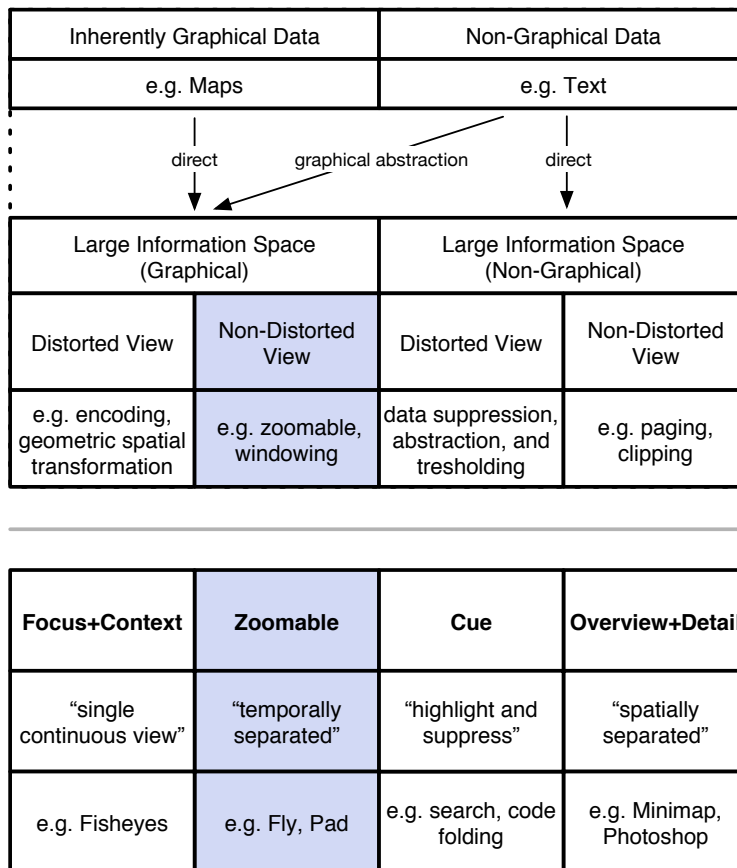 Inherently Graphical Data
Non-Graphical Data
e.g. Maps
e.g. Text
direct
graphical abstraction
direct
Large Information Space
(Graphical)
Large Information Space
(Non-Graphical)
Distorted View
Non-Distorted
View
Distorted View
Non-Distorted
View
e.g. encoding,
geometric spatial
transformation
e.g. zoomable,
windowing
data suppression,
abstraction, and
tresholding
e.g. paging,
clipping
Focus+Context
Zoomable
Cue
Overview+Detail
“single
continuous view”
“temporally
separated”
“highlight and
suppress”
“spatially
separated”
e.g. Fisheyes
e.g. Fly, Pad
e.g. search, code
folding
e.g. Minimap,
Photoshop